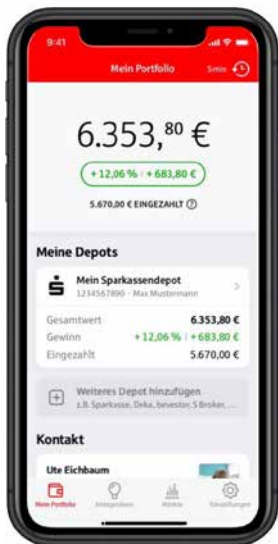 9:41
Mein Portfolio 5min
6.353,80 €
+ 12,06 % | + 683,80 €
5.670,00 € EINGEZAHLT ?
Meine Depots
Mein Sparkassendepot
1234567890 - Max Mustermann
Gesamtwert 6.353,80 €
Gewinn + 12,06 % | + 683,80 €
Eingezahlt 5.670,00 €
Weiteres Depot hinzufügen
z.B. Sparkasse, Deka, bevestor, S Broker, ...
Kontakt
Ute Eichbaum
Mein Portfolio Anlageideen Märkte Einstellungen